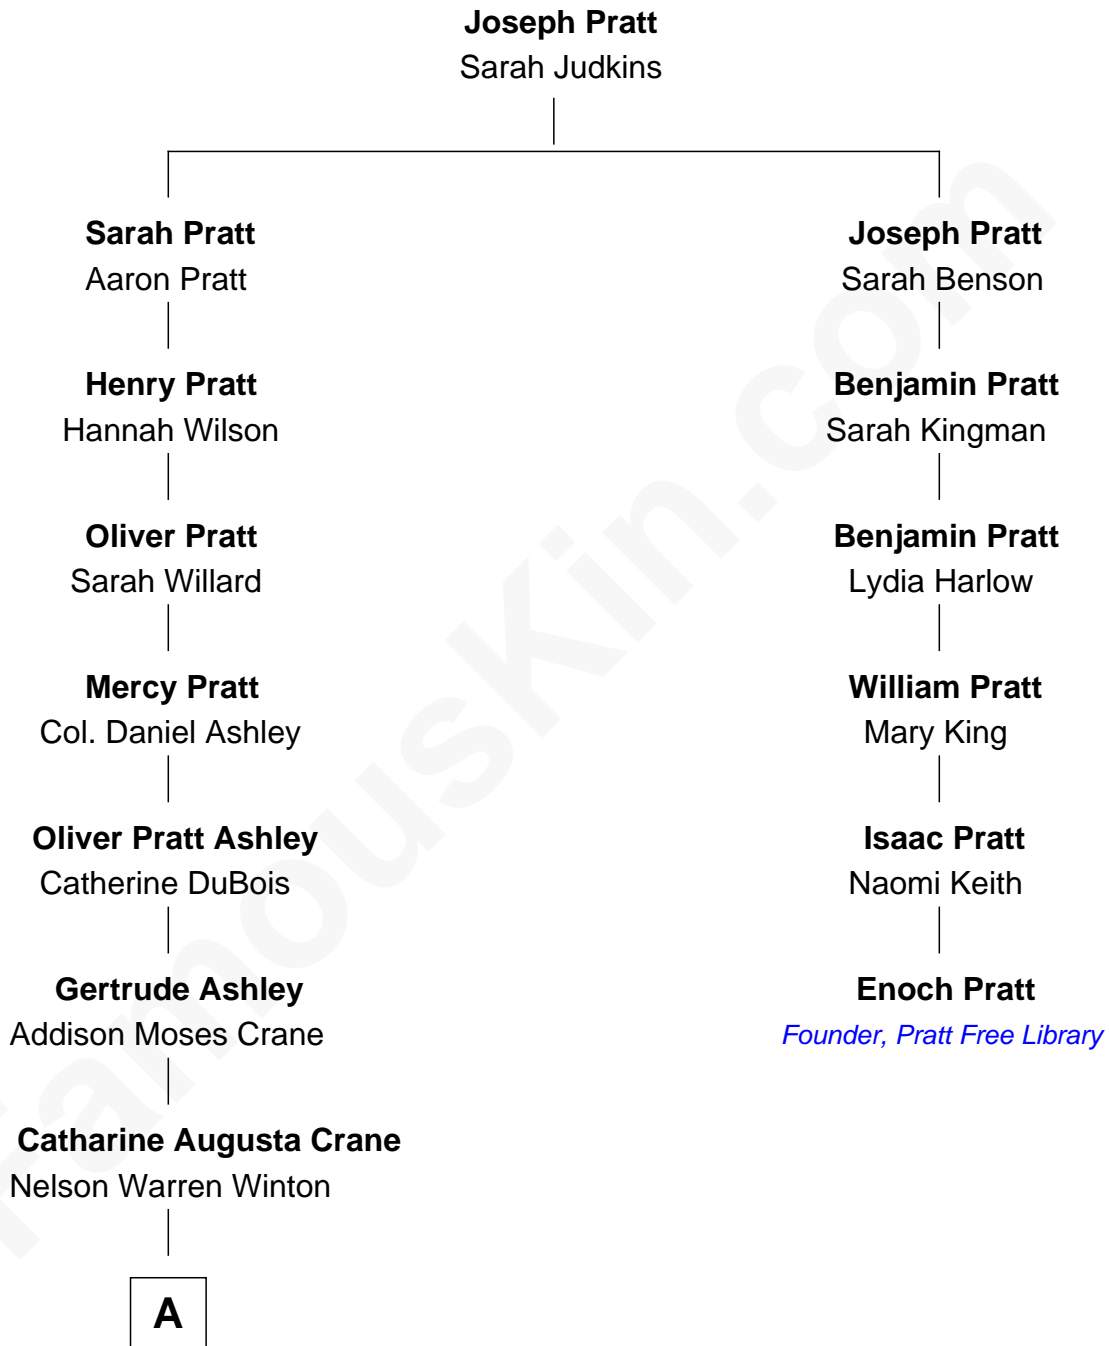 Joseph Pratt
Sarah Judkins
Sarah Pratt
Aaron Pratt
Henry Pratt
Hannah Wilson
Oliver Pratt
Sarah Willard
Mercy Pratt
Col. Daniel Ashley
Oliver Pratt Ashley
Catherine DuBois
Gertrude Ashley
Addison Moses Crane
Catharine Augusta Crane
Nelson Warren Winton
A
Joseph Pratt
Sarah Benson
Benjamin Pratt
Sarah Kingman
Benjamin Pratt
Lydia Harlow
William Pratt
Mary King
Isaac Pratt
Naomi Keith
Enoch Pratt
Founder, Pratt Free Library
FamousKin.com